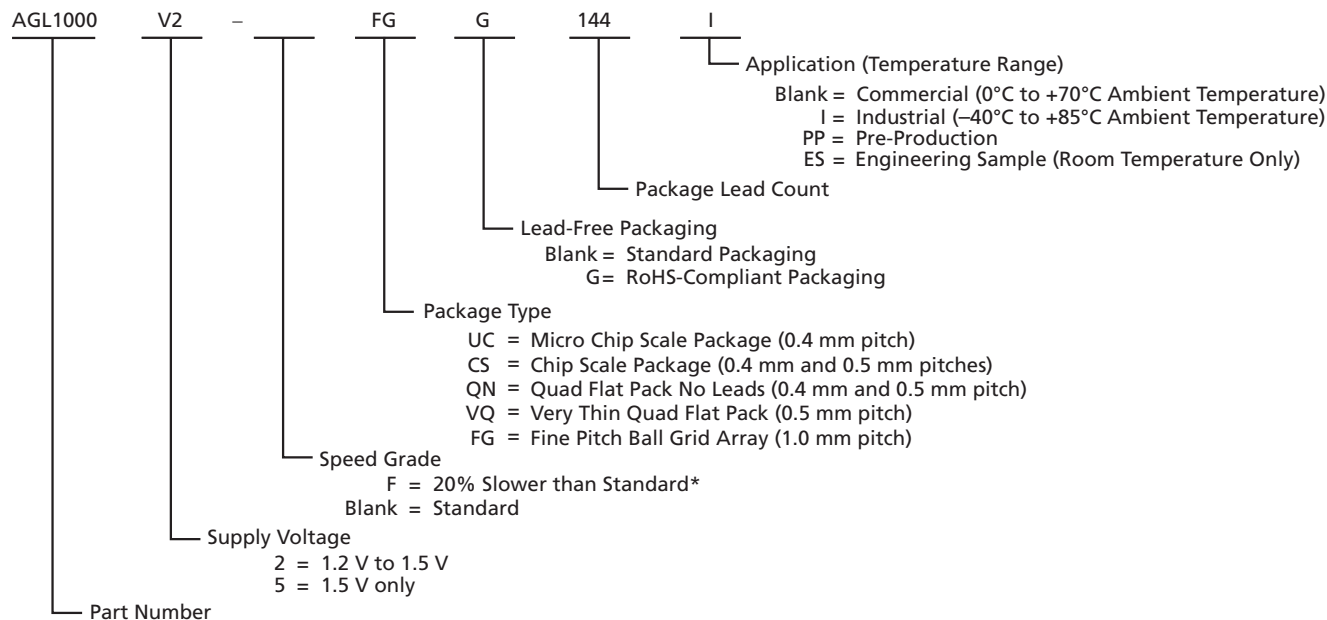 AGL1000 V2 – FG G 144 I
Application (Temperature Range)
Blank = Commercial (0°C to +70°C Ambient Temperature)
I = Industrial (–40°C to +85°C Ambient Temperature)
PP = Pre-Production
ES = Engineering Sample (Room Temperature Only)
Package Lead Count
Lead-Free Packaging
Blank = Standard Packaging
G= RoHS-Compliant Packaging
Package Type
UC = Micro Chip Scale Package (0.4 mm pitch)
CS = Chip Scale Package (0.4 mm and 0.5 mm pitches)
QN = Quad Flat Pack No Leads (0.4 mm and 0.5 mm pitch)
VQ = Very Thin Quad Flat Pack (0.5 mm pitch)
FG = Fine Pitch Ball Grid Array (1.0 mm pitch)
Speed Grade
F = 20% Slower than Standard*
Blank = Standard
Supply Voltage
2 = 1.2 V to 1.5 V
5 = 1.5 V only
Part Number